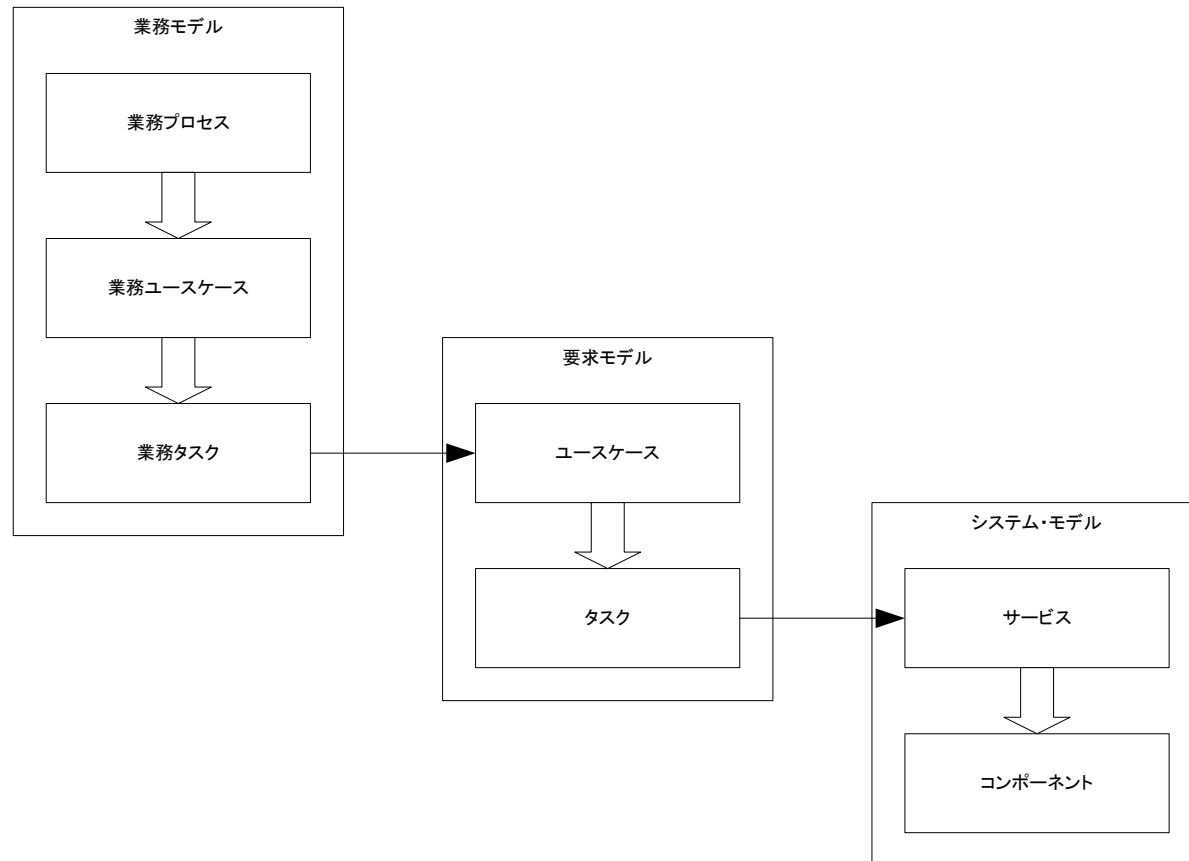 業務モデル
業務プロセス
業務ユースケース
業務タスク
要求モデル
ユースケース
タスク
システム・モデル
サービス
コンポーネント